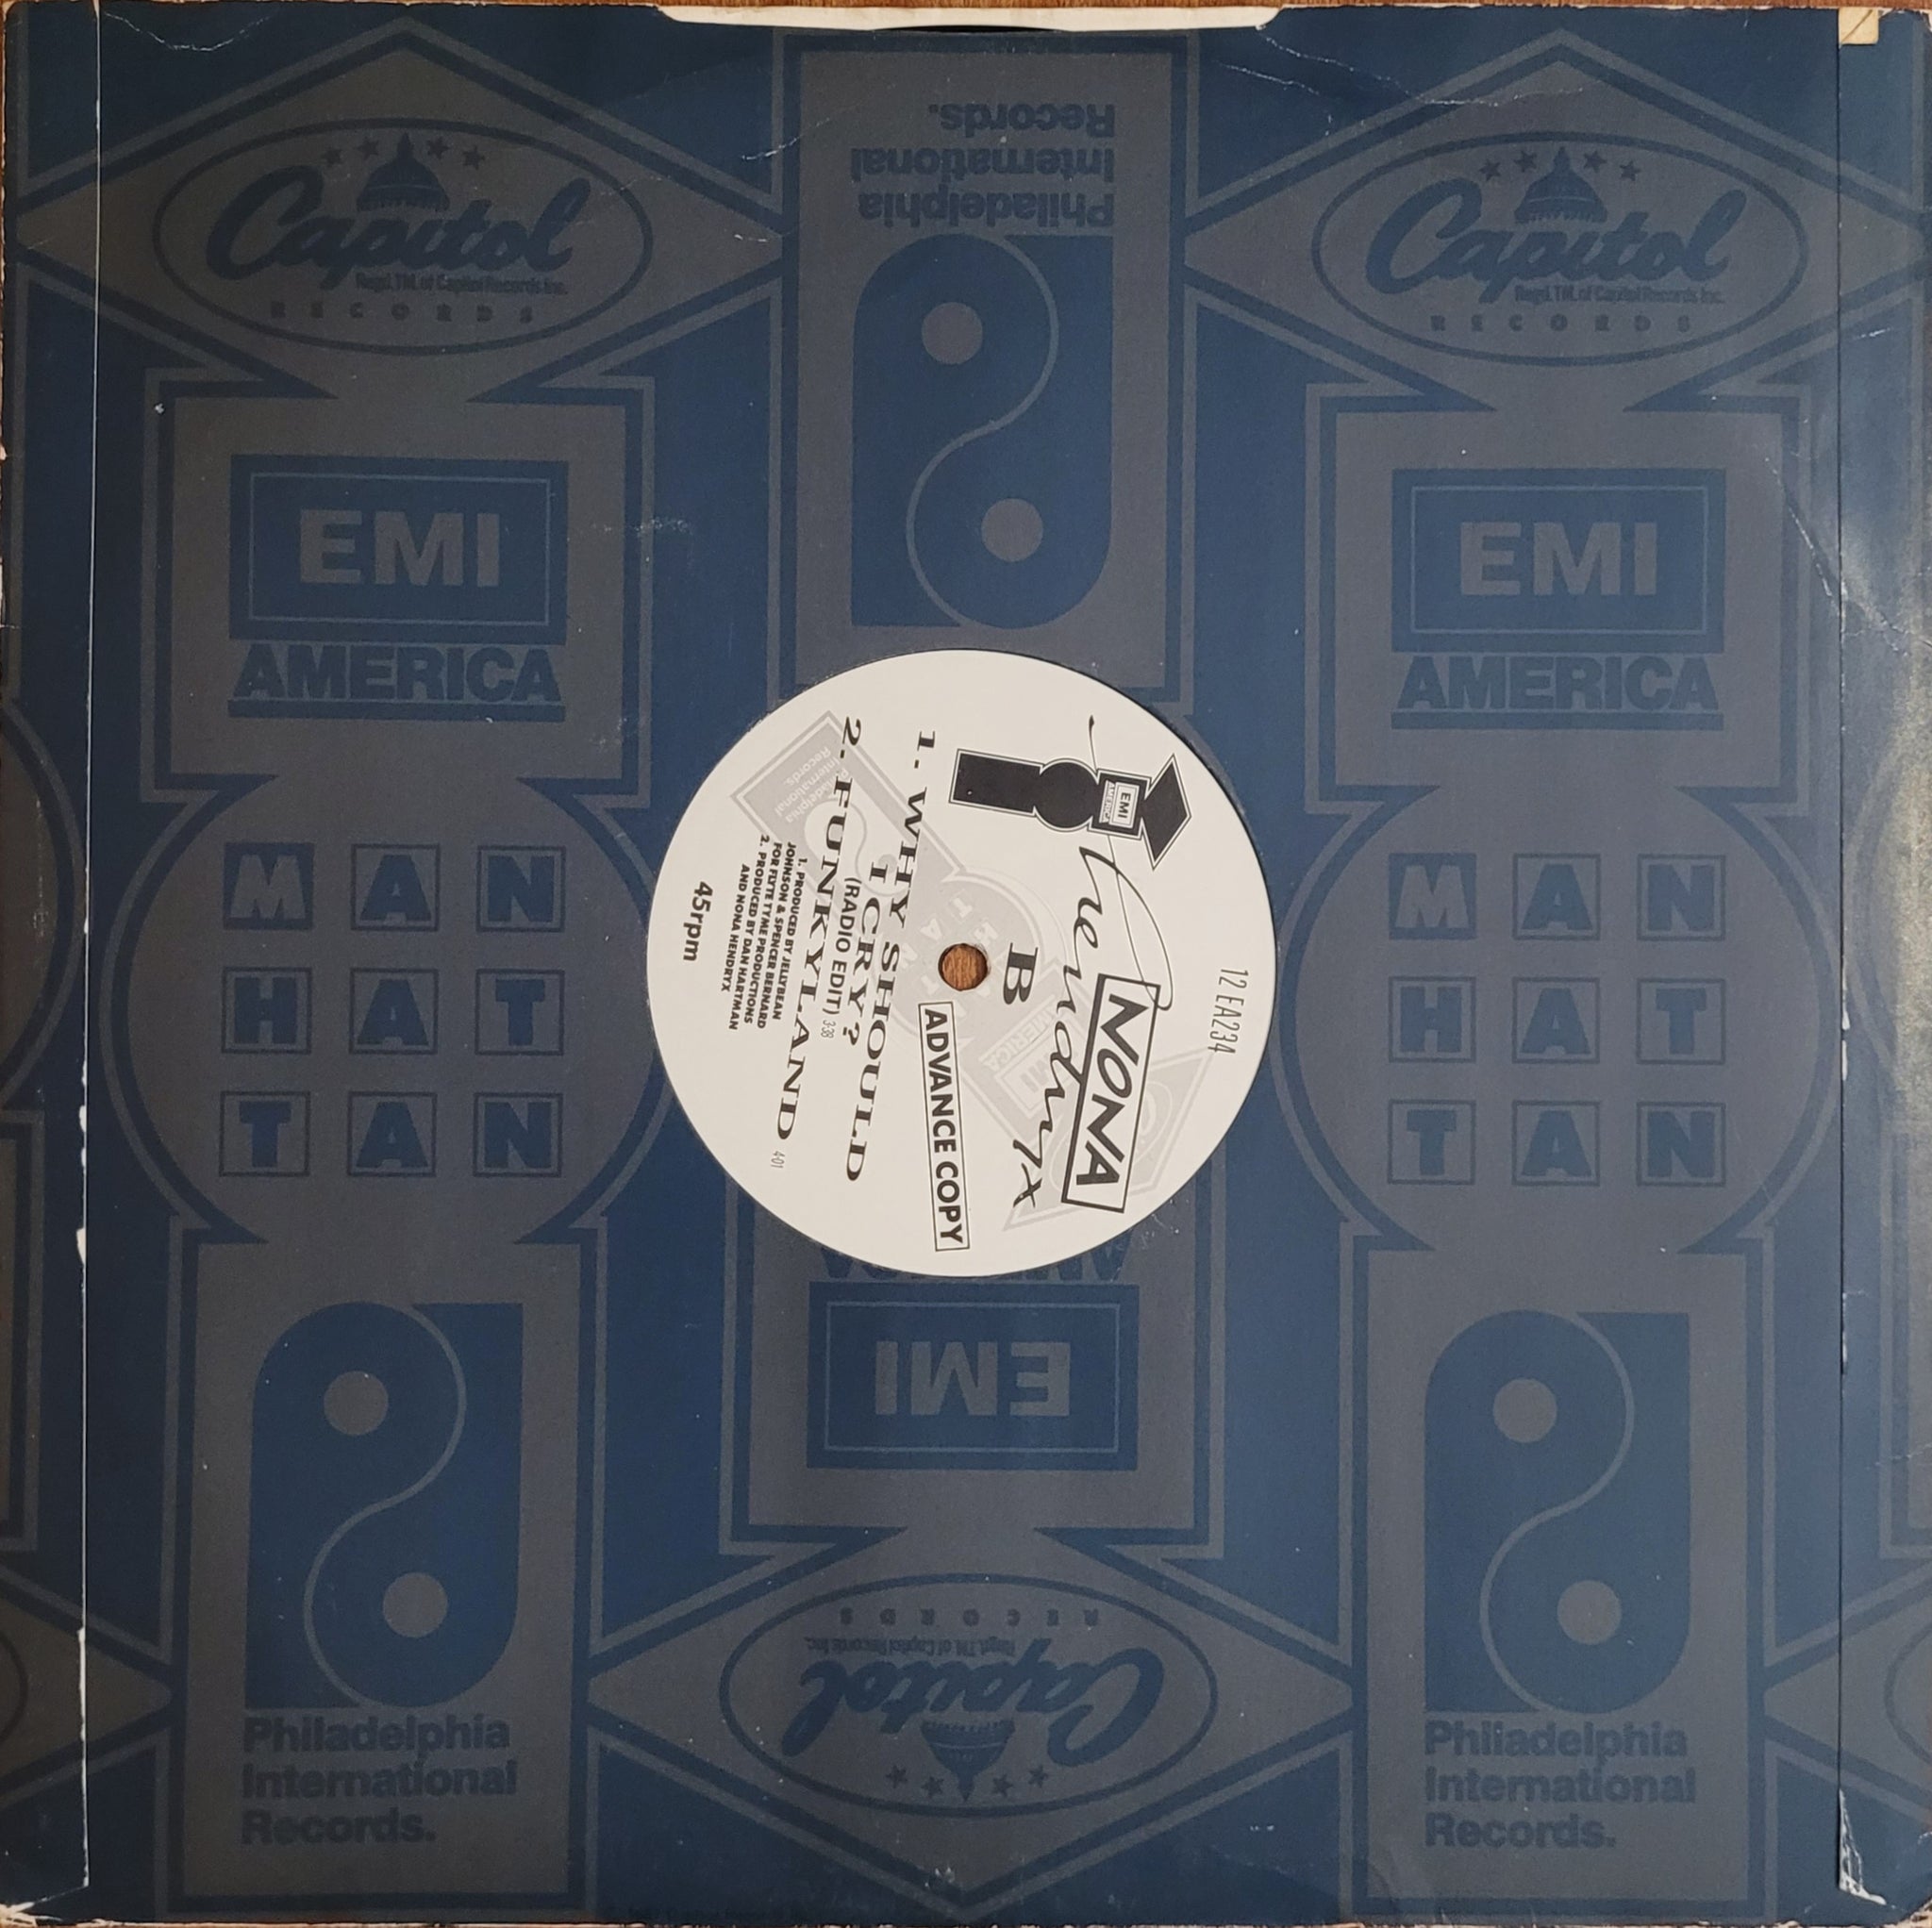 Capitol
Regd. T.M. of Capitol Records Inc.
RECORDS
EMI
AMERICA
MAN
HAT
TAN
Philadelphia
International
Records.
Philadelphia
International
Records.
Capitol
Regd. T.M. of Capitol Records Inc.
RECORDS
EMI
AMERICA
MAN
HAT
TAN
Philadelphia
International
Records.
12 EA234
EMI
AMERICA
NONA
Hendryx
B
ADVANCE COPY
1. WHY SHOULD
I CRY?
(RADIO EDIT) 3·38
2. FUNKYLAND 4·01
1. PRODUCED BY JELLYBEAN
JOHNSON & SPENCER BERNARD
FOR FLYTE TYME PRODUCTIONS
2. PRODUCED BY DAN HARTMAN
AND NONA HENDRYX
45rpm
EMI
Capitol
Regd. T.M. of Capitol Records Inc.
RECORDS